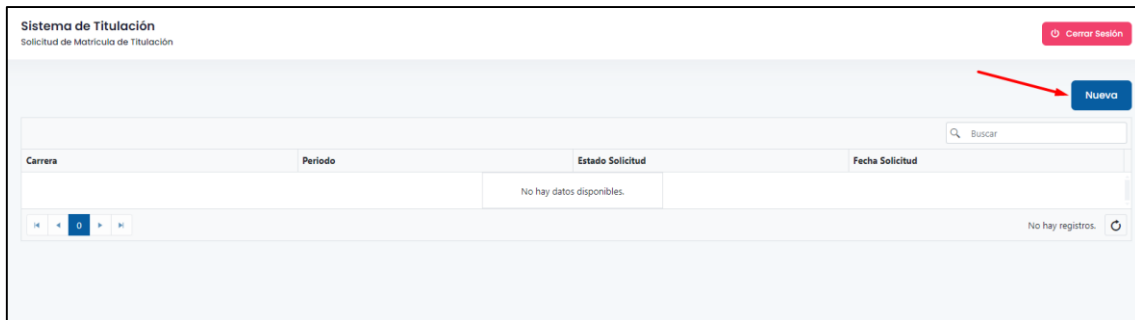 Sistema de Titulación
Solicitud de Matricula de Titulación
Cerrar Sesión
Nueva
Buscar
Carrera Periodo Estado Solicitud Fecha Solicitud
No hay datos disponibles.
0 No hay registros.